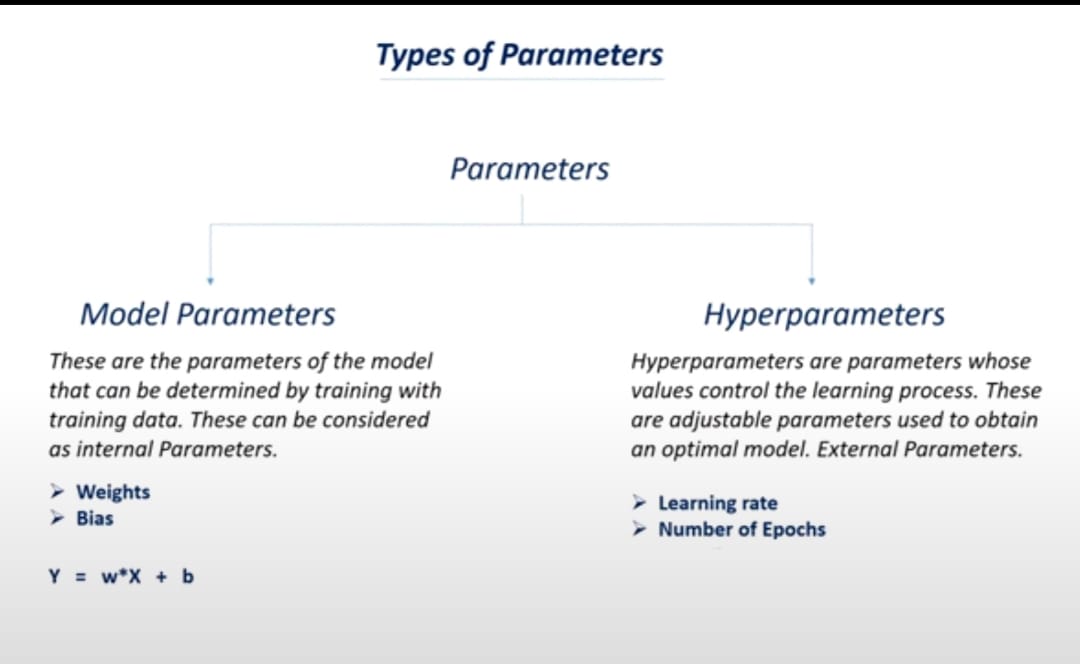 Types of Parameters
Parameters
Model Parameters
These are the parameters of the model
that can be determined by training with
training data. These can be considered
as internal Parameters.
➢ Weights
➢ Bias
Y = w*X + b
Hyperparameters
Hyperparameters are parameters whose
values control the learning process. These
are adjustable parameters used to obtain
an optimal model. External Parameters.
➢ Learning rate
➢ Number of Epochs